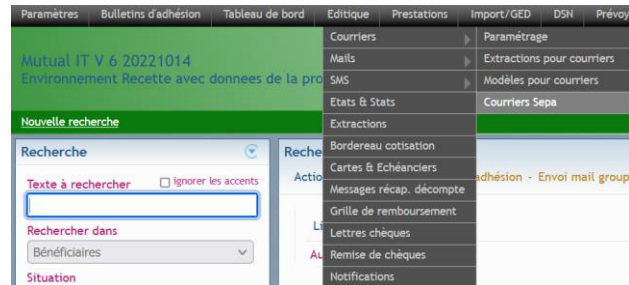 Paramètres Bulletins d'adhésion Tableau de bord Editique Prestations Import/GED DSN Prévoy
Courriers Paramétrage
Mutual IT V 6 20221014
Mails Extractions pour courriers
Environnement Recette avec donnees de la pro
SMS Modèles pour courriers
Etats & Stats Courriers Sepa
Nouvelle recherche
Extractions
Recherche
Bordereau cotisation
Reche
Cartes & Echéanciers
Texte à rechercher ignorer les accents
Actio
adhésion - Envoi mail group
Messages récap. décompte
Grille de remboursement
Rechercher dans
Li
Lettres chèques
Bénéficiaires
Au
Remise de chèques
Situation
Notifications